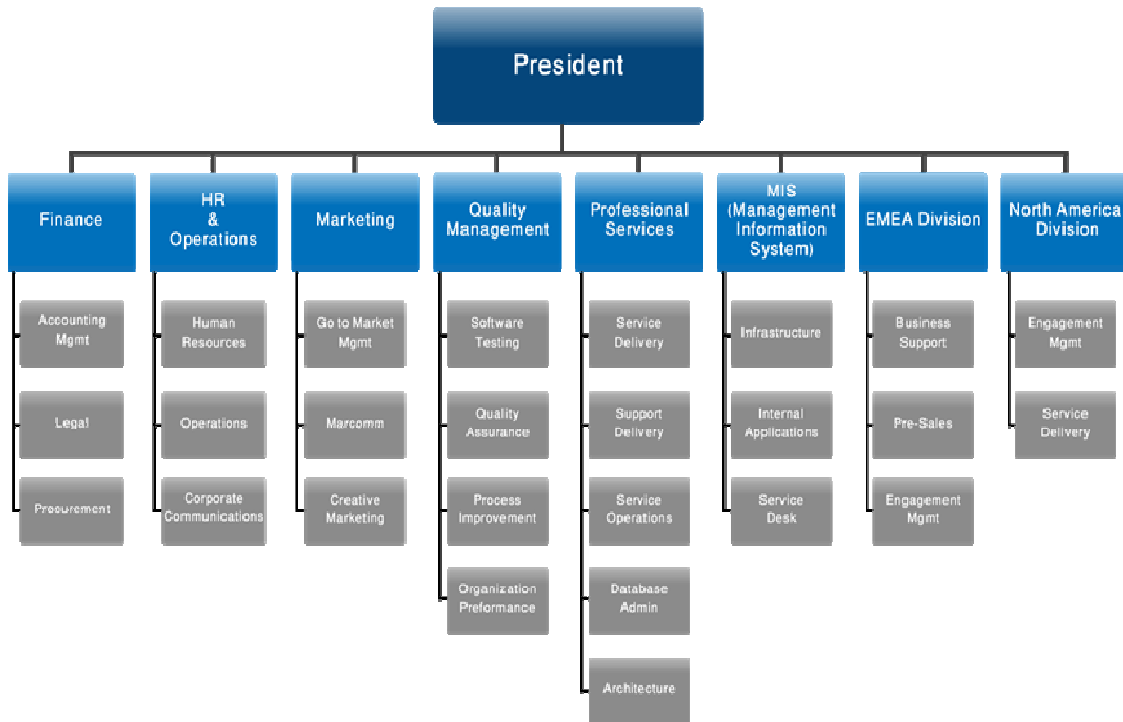 President
Finance
HR
&
Operations
Marketing
Quality
Management
Professional
Services
MIS
(Management
Information
System)
EMEA Division
North America
Division
Accounting
Mgmt
Legal
Procurement
Human
Resources
Operations
Corporate
Communications
Go to Market
Mgmt
Marcomm
Creative
Marketing
Software
Testing
Quality
Assurance
Process
Improvement
Organization
Preformance
Service
Delivery
Support
Delivery
Service
Operations
Database
Admin
Architecture
Infrastructure
Internal
Applications
Service
Desk
Business
Support
Pre-Sales
Engagement
Mgmt
Engagement
Mgmt
Service
Delivery